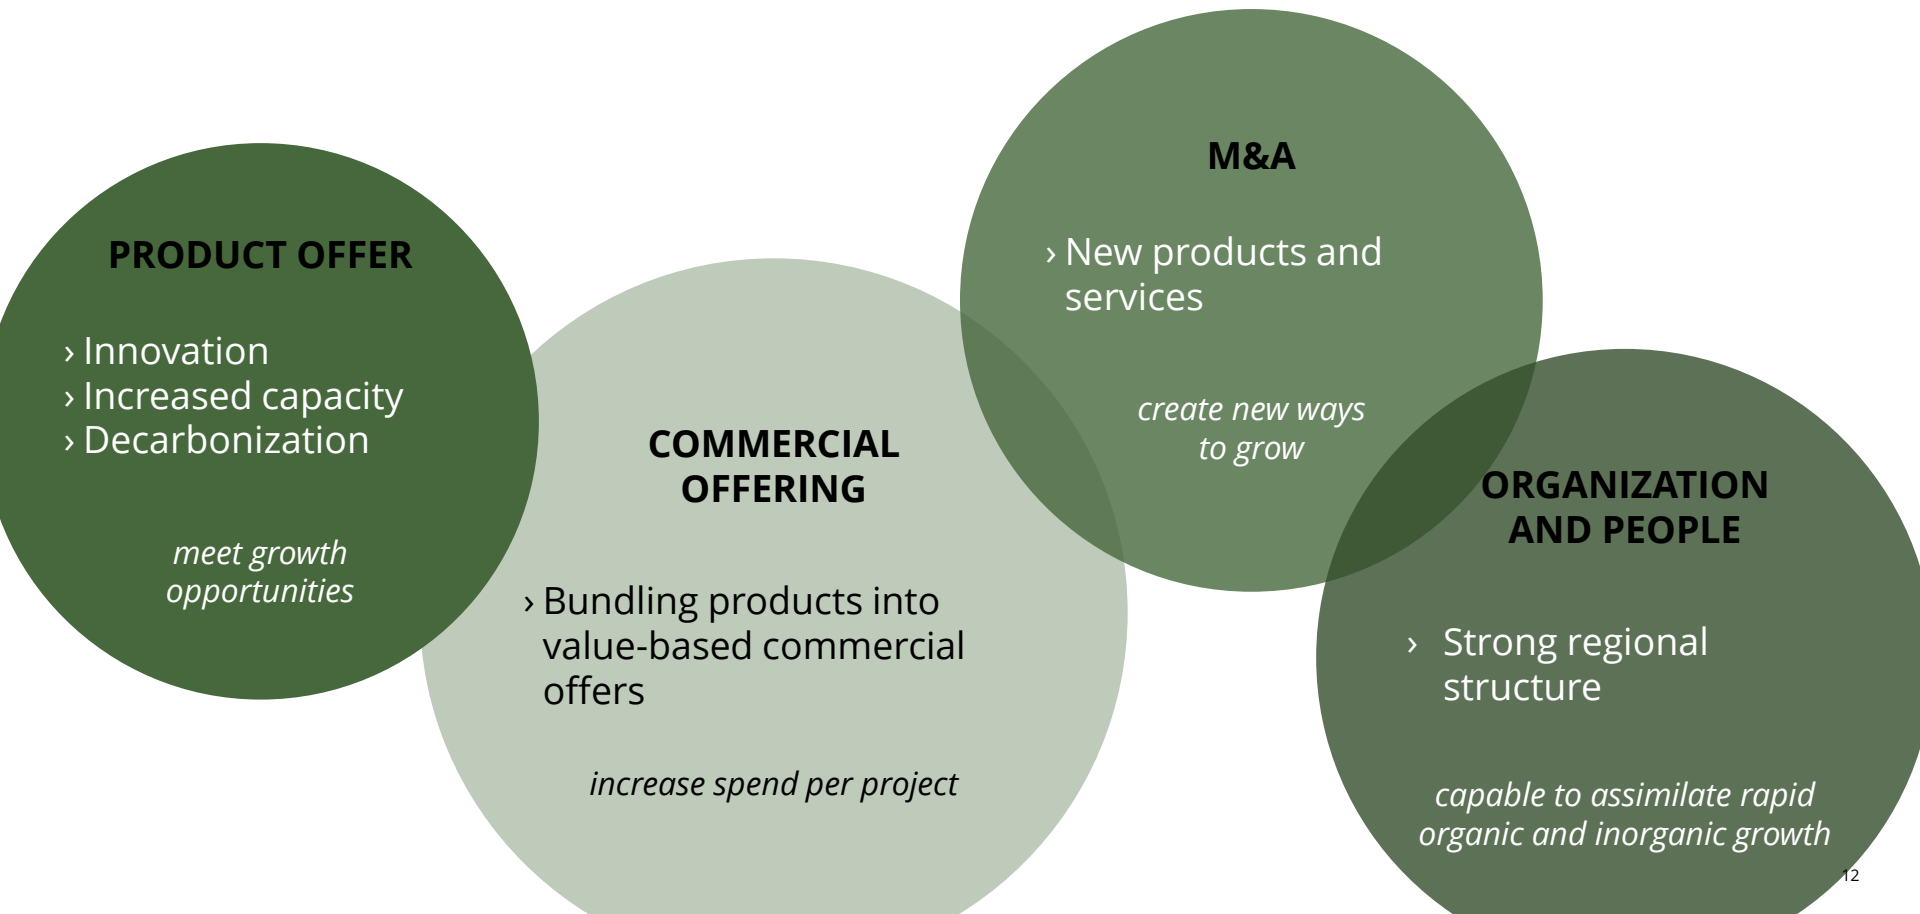 PRODUCT OFFER
› Innovation
› Increased capacity
› Decarbonization
meet growth
opportunities
COMMERCIAL
OFFERING
› Bundling products into
value-based commercial
offers
increase spend per project
M&A
› New products and
services
create new ways
to grow
ORGANIZATION
AND PEOPLE
› Strong regional
structure
capable to assimilate rapid
organic and inorganic growth
12